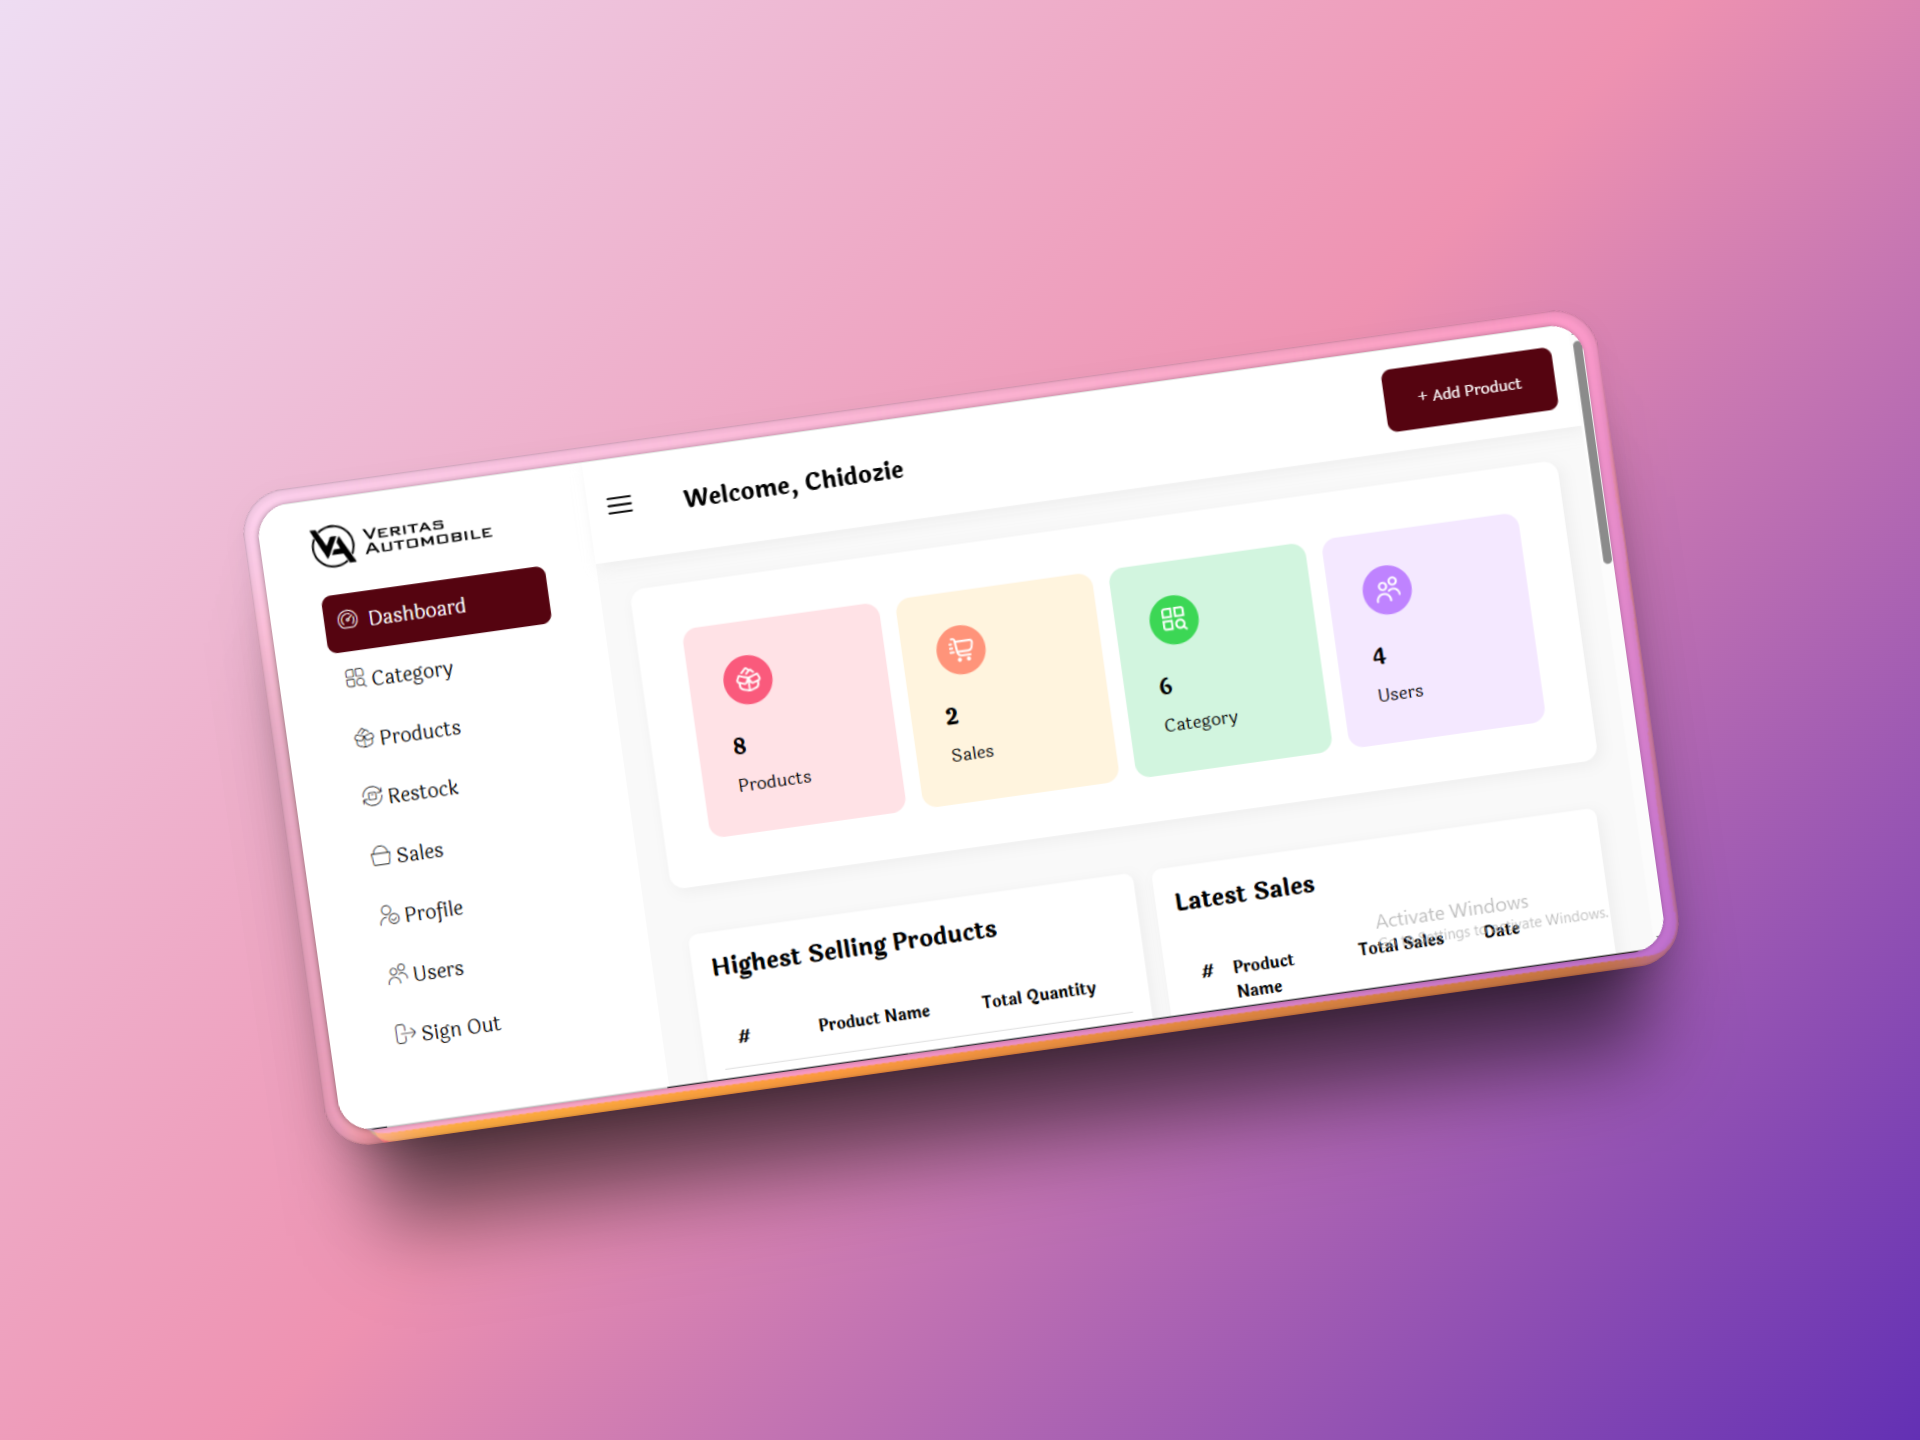 VERITAS
AUTOMOBILE
Dashboard
Category
Products
Restock
Sales
Profile
Users
Sign Out
Welcome, Chidozie
+ Add Product
8
Products
2
Sales
6
Category
4
Users
Highest Selling Products
# Product Name Total Quantity
Latest Sales
# Product Name Total Sales Date
Activate Windows
Go to Settings to activate Windows.